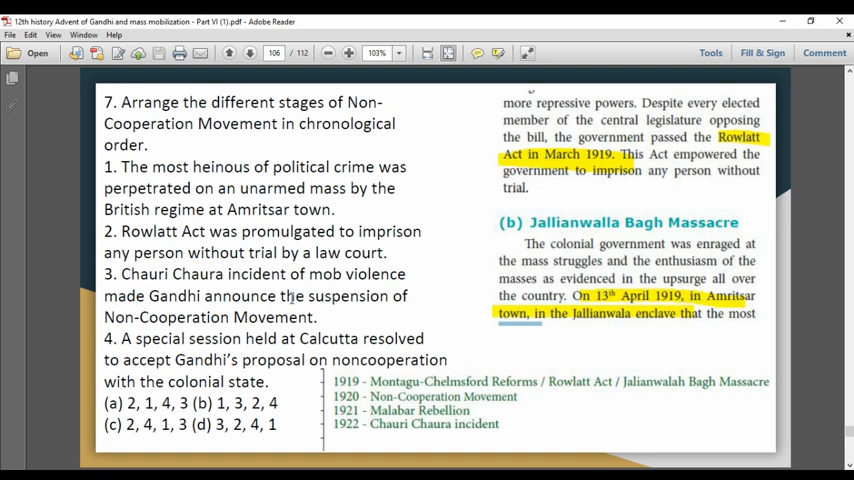 12th history Advent of Gandhi and mass mobilization - Part VI (1).pdf - Adobe Reader
File Edit View Window Help
Open
106 / 112
103%
Tools Fill & Sign Comment
7. Arrange the different stages of Non-
Cooperation Movement in chronological
order.
1. The most heinous of political crime was
perpetrated on an unarmed mass by the
British regime at Amritsar town.
2. Rowlatt Act was promulgated to imprison
any person without trial by a law court.
3. Chauri Chaura incident of mob violence
made Gandhi announce the suspension of
Non-Cooperation Movement.
4. A special session held at Calcutta resolved
to accept Gandhi's proposal on noncooperation
with the colonial state.
(a) 2, 1, 4, 3 (b) 1, 3, 2, 4
(c) 2, 4, 1, 3 (d) 3, 2, 4, 1
more repressive powers. Despite every elected
member of the central legislature opposing
the bill, the government passed the Rowlatt
Act in March 1919. This Act empowered the
government to imprison any person without
trial.
(b) Jallianwalla Bagh Massacre
The colonial government was enraged at
the mass struggles and the enthusiasm of the
masses as evidenced in the upsurge all over
the country. On 13th April 1919, in Amritsar
town, in the Jallianwala enclave that the most
1919 - Montagu-Chelmsford Reforms / Rowlatt Act / Jalianwalah Bagh Massacre
1920 - Non-Cooperation Movement
1921 - Malabar Rebellion
1922 - Chauri Chaura incident